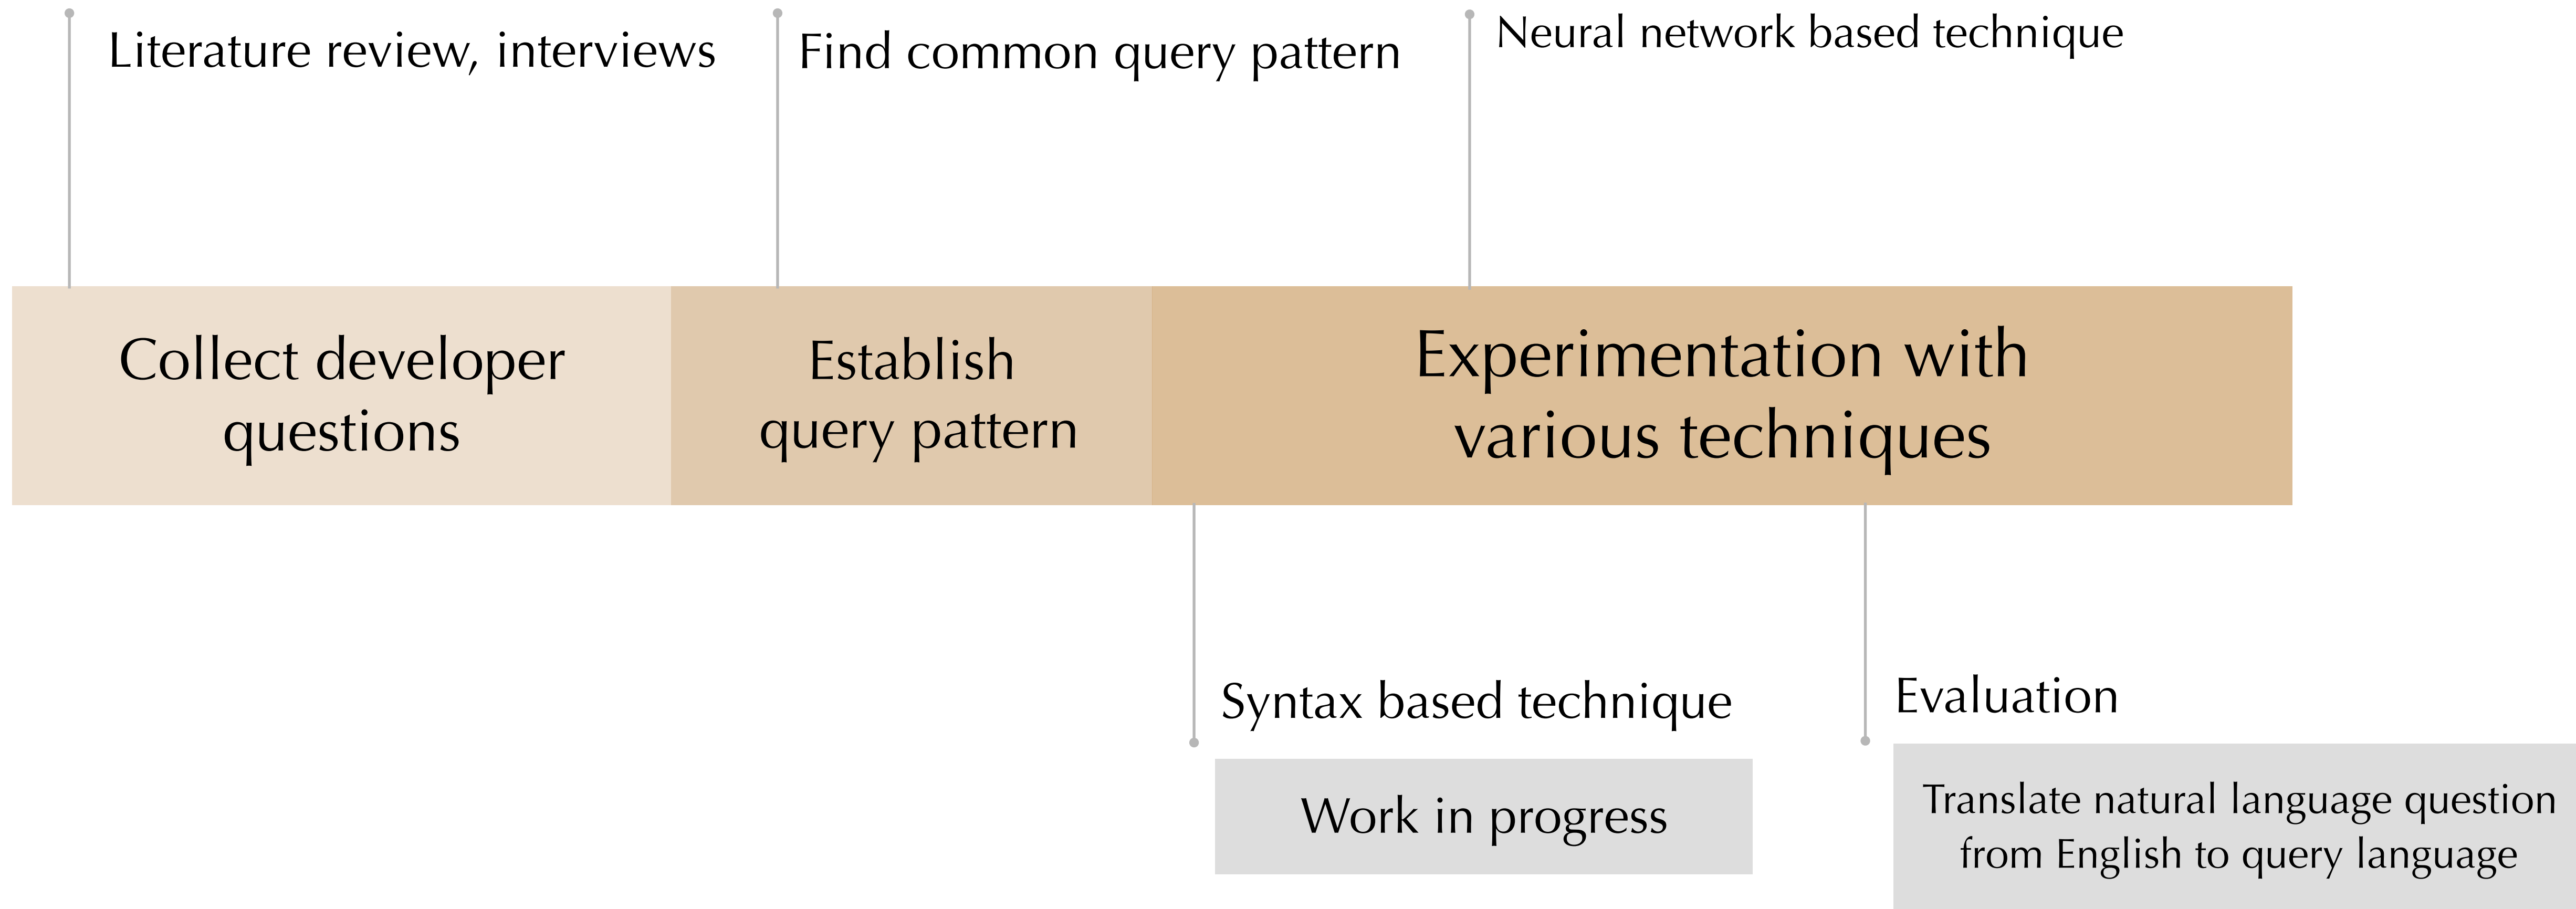 Literature review, interviews
Find common query pattern
Neural network based technique
Collect developer
questions
Establish
query pattern
Experimentation with
various techniques
Syntax based technique
Work in progress
Evaluation
Translate natural language question
from English to query language